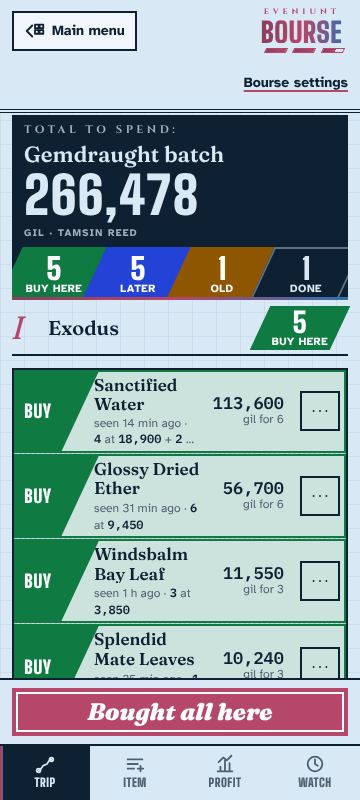 Main menu
EVENIUNT
BOURSE
Bourse settings
TOTAL TO SPEND:
Gemdraught batch
266,478
GIL · TAMSIN REED
5 BUY HERE
5 LATER
1 OLD
1 DONE
I Exodus
5 BUY HERE
BUY
Sanctified Water
seen 14 min ago ·
4 at 18,900 + 2 ...
113,600
gil for 6
...
BUY
Glossy Dried Ether
seen 31 min ago · 6
at 9,450
56,700
gil for 6
...
BUY
Windsbalm Bay Leaf
seen 1 h ago · 3 at
3,850
11,550
gil for 3
...
BUY
Splendid Mate Leaves
10,240
gil for 3
...
Bought all here
TRIP
ITEM
PROFIT
WATCH